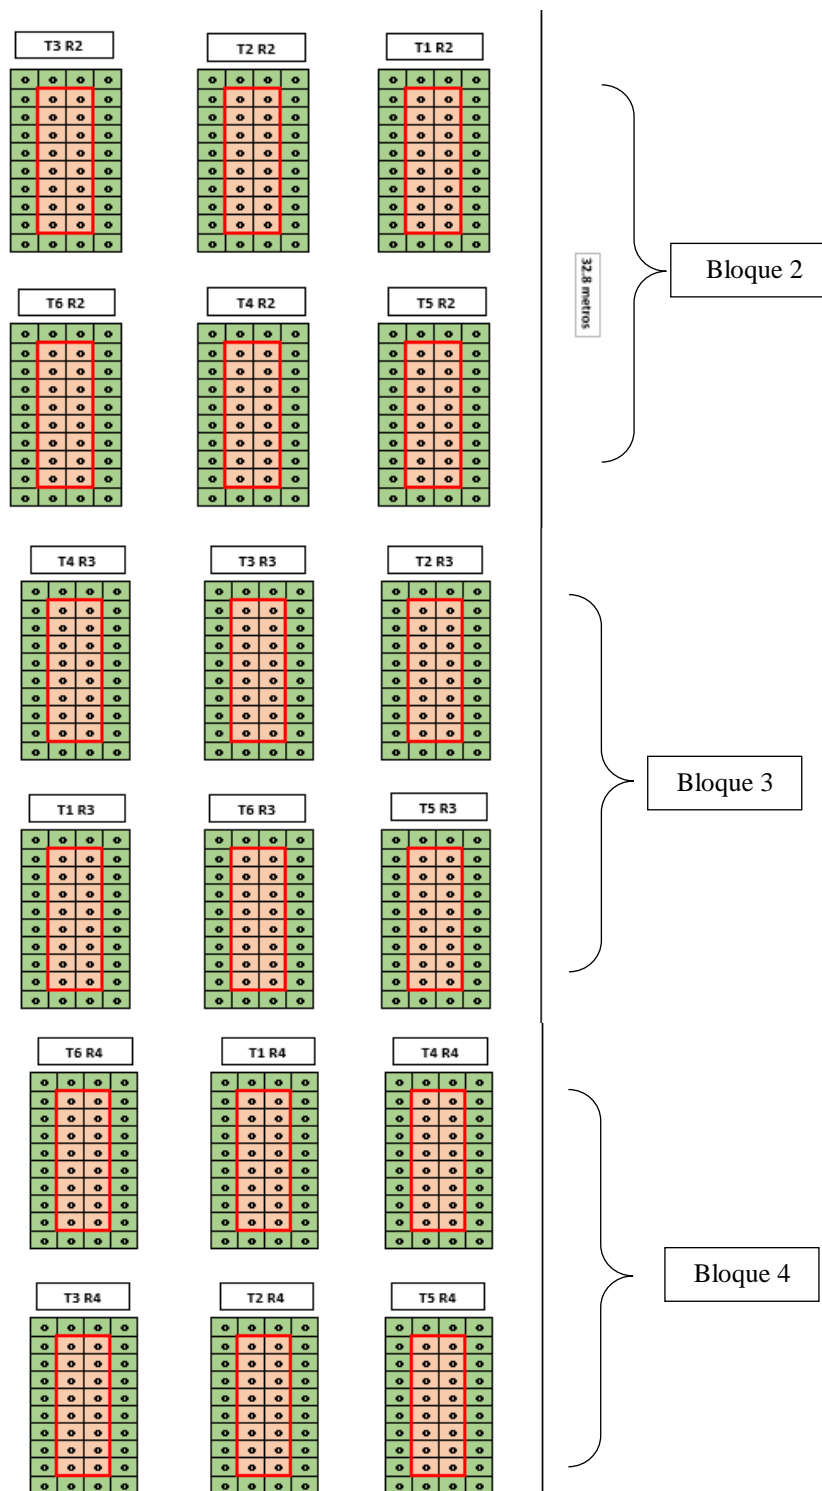 T3 R2
T2 R2
T1 R2
32.8 metros
Bloque 2
T6 R2
T4 R2
T5 R2
T4 R3
T3 R3
T2 R3
Bloque 3
T1 R3
T6 R3
T5 R3
T6 R4
T1 R4
T4 R4
Bloque 4
T3 R4
T2 R4
T5 R4